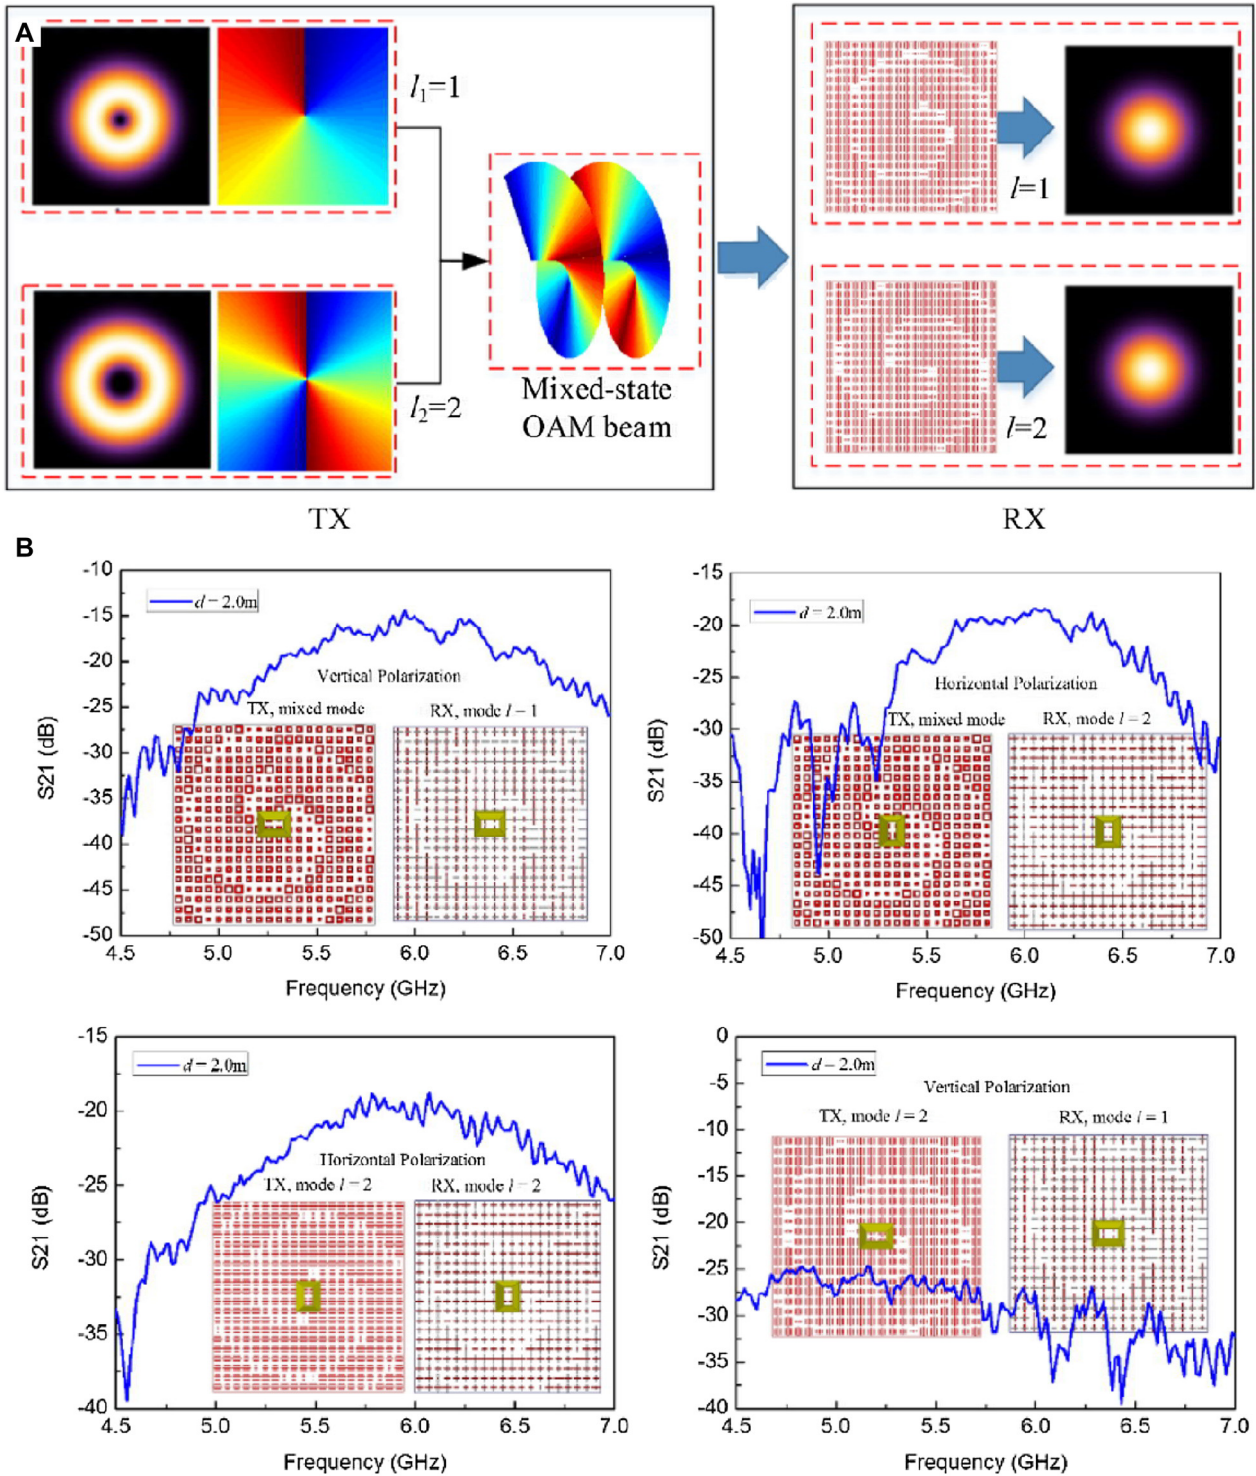 A
l1=1
l2=2
Mixed-state
OAM beam
l=1
l=2
TX
RX
B
-10
-15
-20
-25
-30
-35
-40
-45
-50
S21 (dB)
d = 2.0m
Vertical Polarization
TX, mixed mode
RX, mode l = 1
4.5 5.0 5.5 6.0 6.5 7.0
Frequency (GHz)
-15
-20
-25
-30
-35
-40
-45
-50
S21 (dB)
d = 2.0m
Horizontal Polarization
TX, mixed mode
RX, mode l = 2
4.5 5.0 5.5 6.0 6.5 7.0
Frequency (GHz)
-15
-20
-25
-30
-35
-40
S21 (dB)
d = 2.0m
Horizontal Polarization
TX, mode l = 2
RX, mode l = 2
4.5 5.0 5.5 6.0 6.5 7.0
Frequency (GHz)
0
-5
-10
-15
-20
-25
-30
-35
-40
S21 (dB)
d = 2.0m
Vertical Polarization
TX, mode l = 2
RX, mode l = 1
4.5 5.0 5.5 6.0 6.5 7.0
Frequency (GHz)